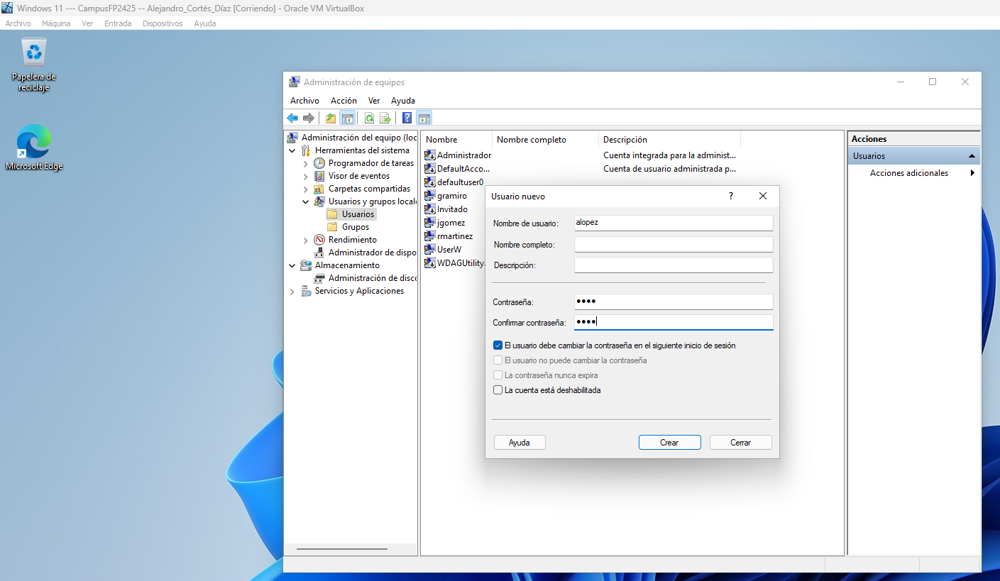 Windows 11 --- CampusFP2425 -- Alejandro_Cortés_Díaz [Corriendo] - Oracle VM VirtualBox
Archivo Máquina Ver Entrada Dispositivos Ayuda
Papelera de
reciclaje
Microsoft Edge
Administración de equipos
Archivo Acción Ver Ayuda
Administración del equipo (loc
Herramientas del sistema
Programador de tareas
Visor de eventos
Carpetas compartidas
Usuarios y grupos locale
Usuarios
Grupos
Rendimiento
Administrador de dispo
Almacenamiento
Administración de disco
Servicios y Aplicaciones
Nombre Nombre completo Descripción
Administrador Cuenta integrada para la administ...
DefaultAcco... Cuenta de usuario administrada p...
defaultuser0
gramiro
Invitado
jgomez
rmartinez
UserW
WDAGUtility.
Acciones
Usuarios
Acciones adicionales
Usuario nuevo ?
Nombre de usuario: alopez
Nombre completo:
Descripción:
Contraseña: ••••
Confirmar contraseña: ••••
El usuario debe cambiar la contraseña en el siguiente inicio de sesión
El usuario no puede cambiar la contraseña
La contraseña nunca expira
La cuenta está deshabilitada
Ayuda Crear Cerrar